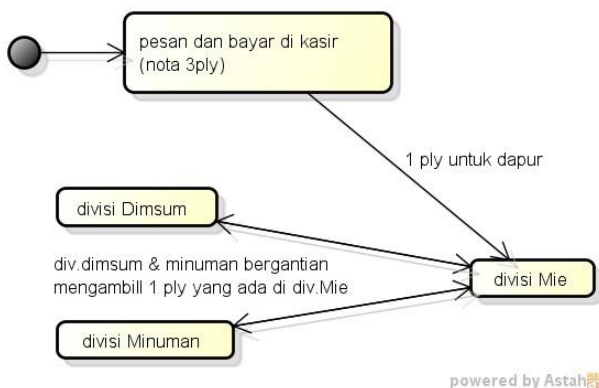 pesan dan bayar di kasir
(nota 3ply)
1 ply untuk dapur
divisi Dimsum
div.dimsum & minuman bergantian
mengambill 1 ply yang ada di div.Mie
divisi Mie
divisi Minuman
powered by Astah